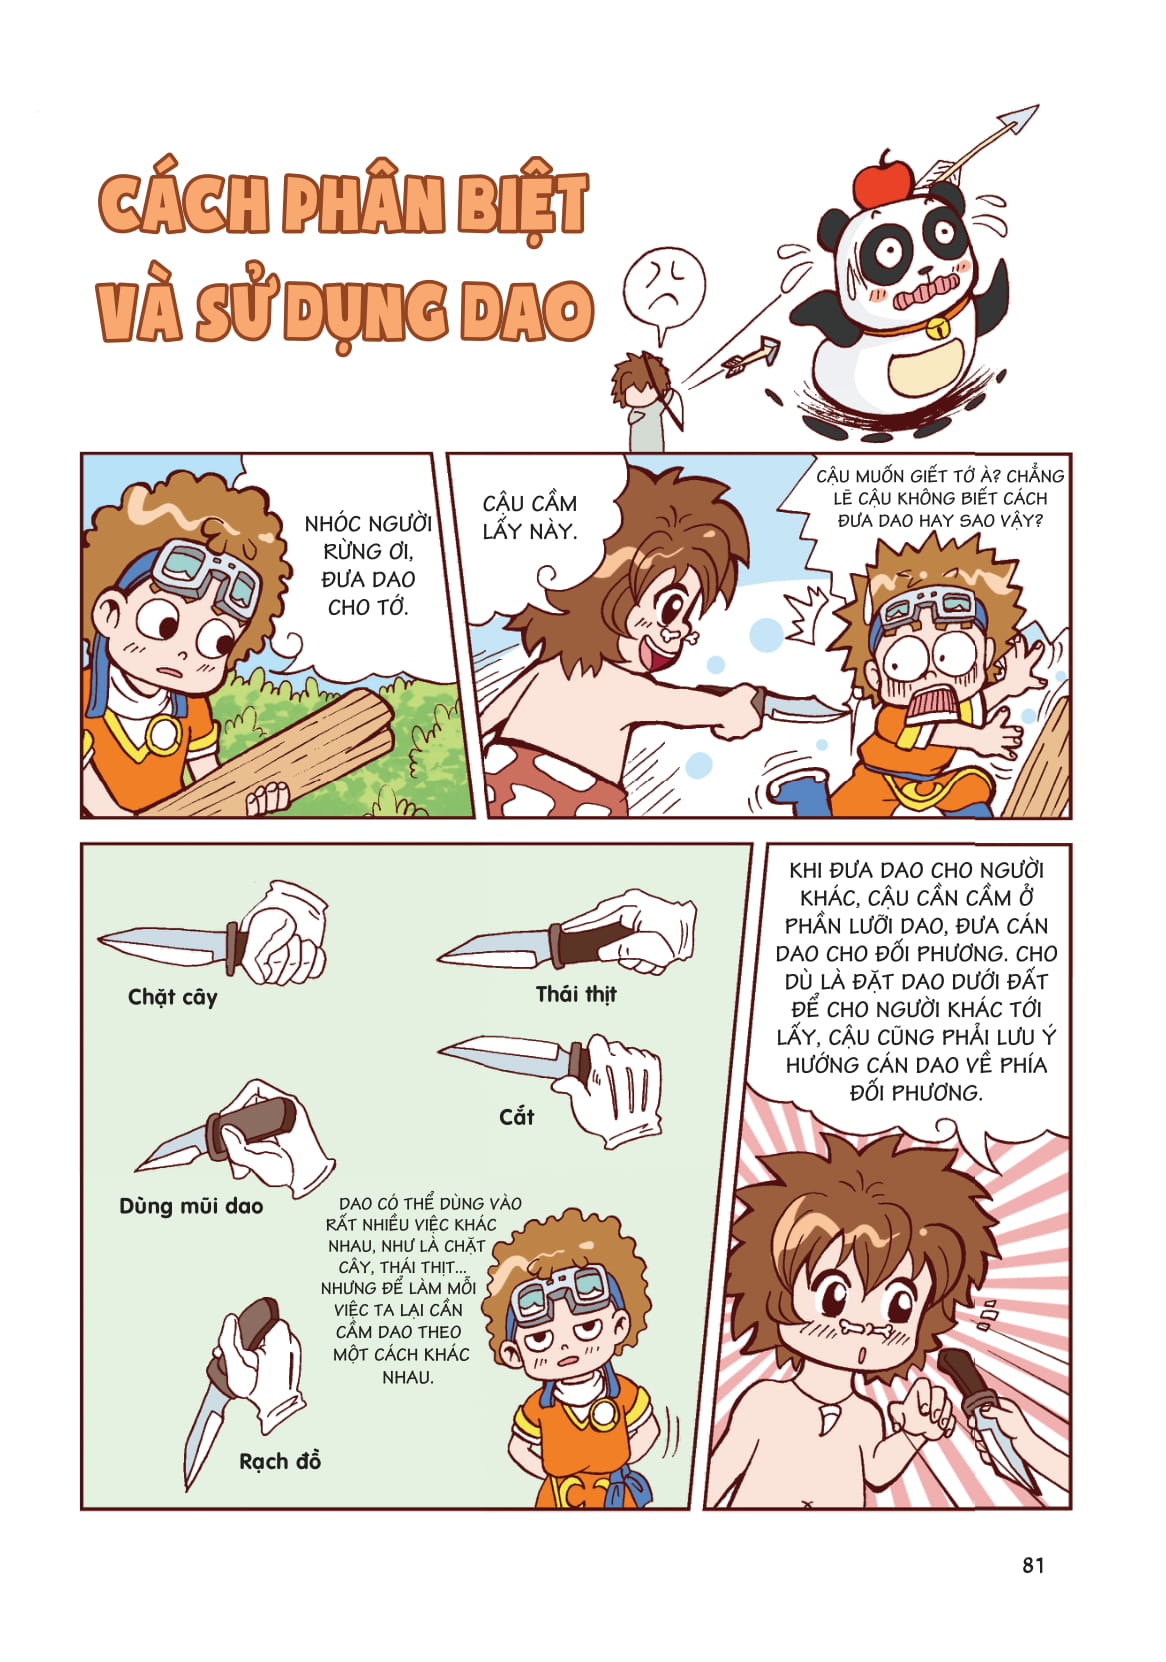 CÁCH PHÂN BIỆT
VÀ SỬ DỤNG DAO
NHÓC NGƯỜI
RỪNG ƠI,
ĐƯA DAO
CHO TỚ.
CẬU CẦM
LẤY NÀY.
CẬU MUỐN GIẾT TỚ À? CHẲNG
LẼ CẬU KHÔNG BIẾT CÁCH
ĐƯA DAO HAY SAO VẬY?
Chặt cây
Thái thịt
Cắt
Dùng mũi dao
DAO CÓ THỂ DÙNG VÀO
RẤT NHIỀU VIỆC KHÁC
NHAU, NHƯ LÀ CHẶT
CÂY, THÁI THỊT...
NHƯNG ĐỂ LÀM MỖI
VIỆC TA LẠI CẦN
CẦM DAO THEO
MỘT CÁCH KHÁC
NHAU.
Rạch đồ
KHI ĐƯA DAO CHO NGƯỜI
KHÁC, CẬU CẦN CẦM Ở
PHẦN LƯỠI DAO, ĐƯA CÁN
DAO CHO ĐỐI PHƯƠNG. CHO
DÙ LÀ ĐẶT DAO DƯỚI ĐẤT
ĐỂ CHO NGƯỜI KHÁC TỚI
LẤY, CẬU CŨNG PHẢI LƯU Ý
HƯỚNG CÁN DAO VỀ PHÍA
ĐỐI PHƯƠNG.
81